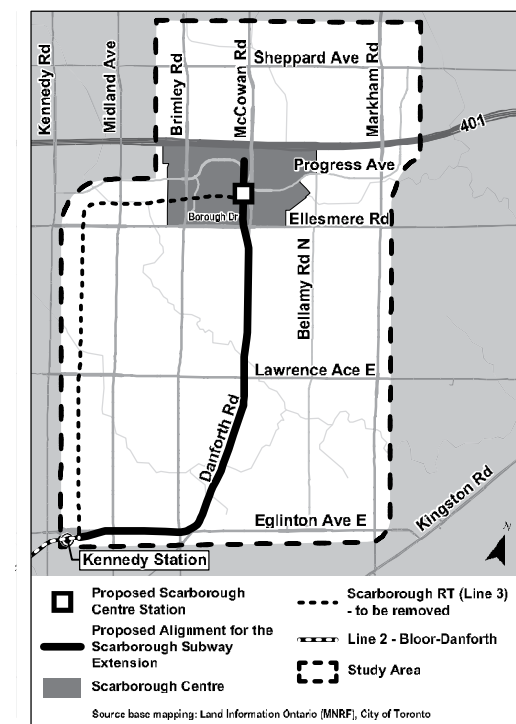 Kennedy Rd
Midland Ave
Brimley Rd
McCowan Rd
Markham Rd
Sheppard Ave
401
Progress Ave
Borough Dr
Ellesmere Rd
Bellamy Rd N
Lawrence Ace E
Danforth Rd
Eglinton Ave E
Kingston Rd
N
Kennedy Station
Proposed Scarborough
Centre Station
Proposed Alignment for the
Scarborough Subway
Extension
Scarborough Centre
Scarborough RT (Line 3)
- to be removed
Line 2 - Bloor-Danforth
Study Area
Source base mapping: Land Information Ontario (MNRF), City of Toronto